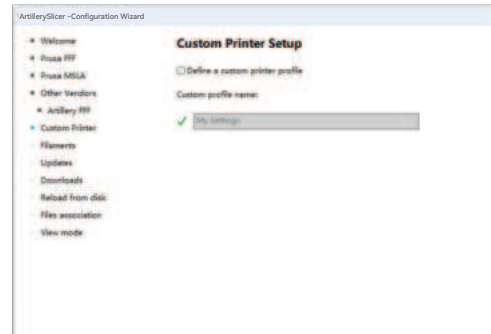 ArtillerySlicer -Configuration Wizard
Welcome
Prusa FFF
Prusa MSLA
Other Vendors
Artillery FFF
Custom Printer
Filaments
Updates
Downloads
Reload from disk
Files association
View mode
Custom Printer Setup
Define a custom printer profile
Custom profile name:
My Settings